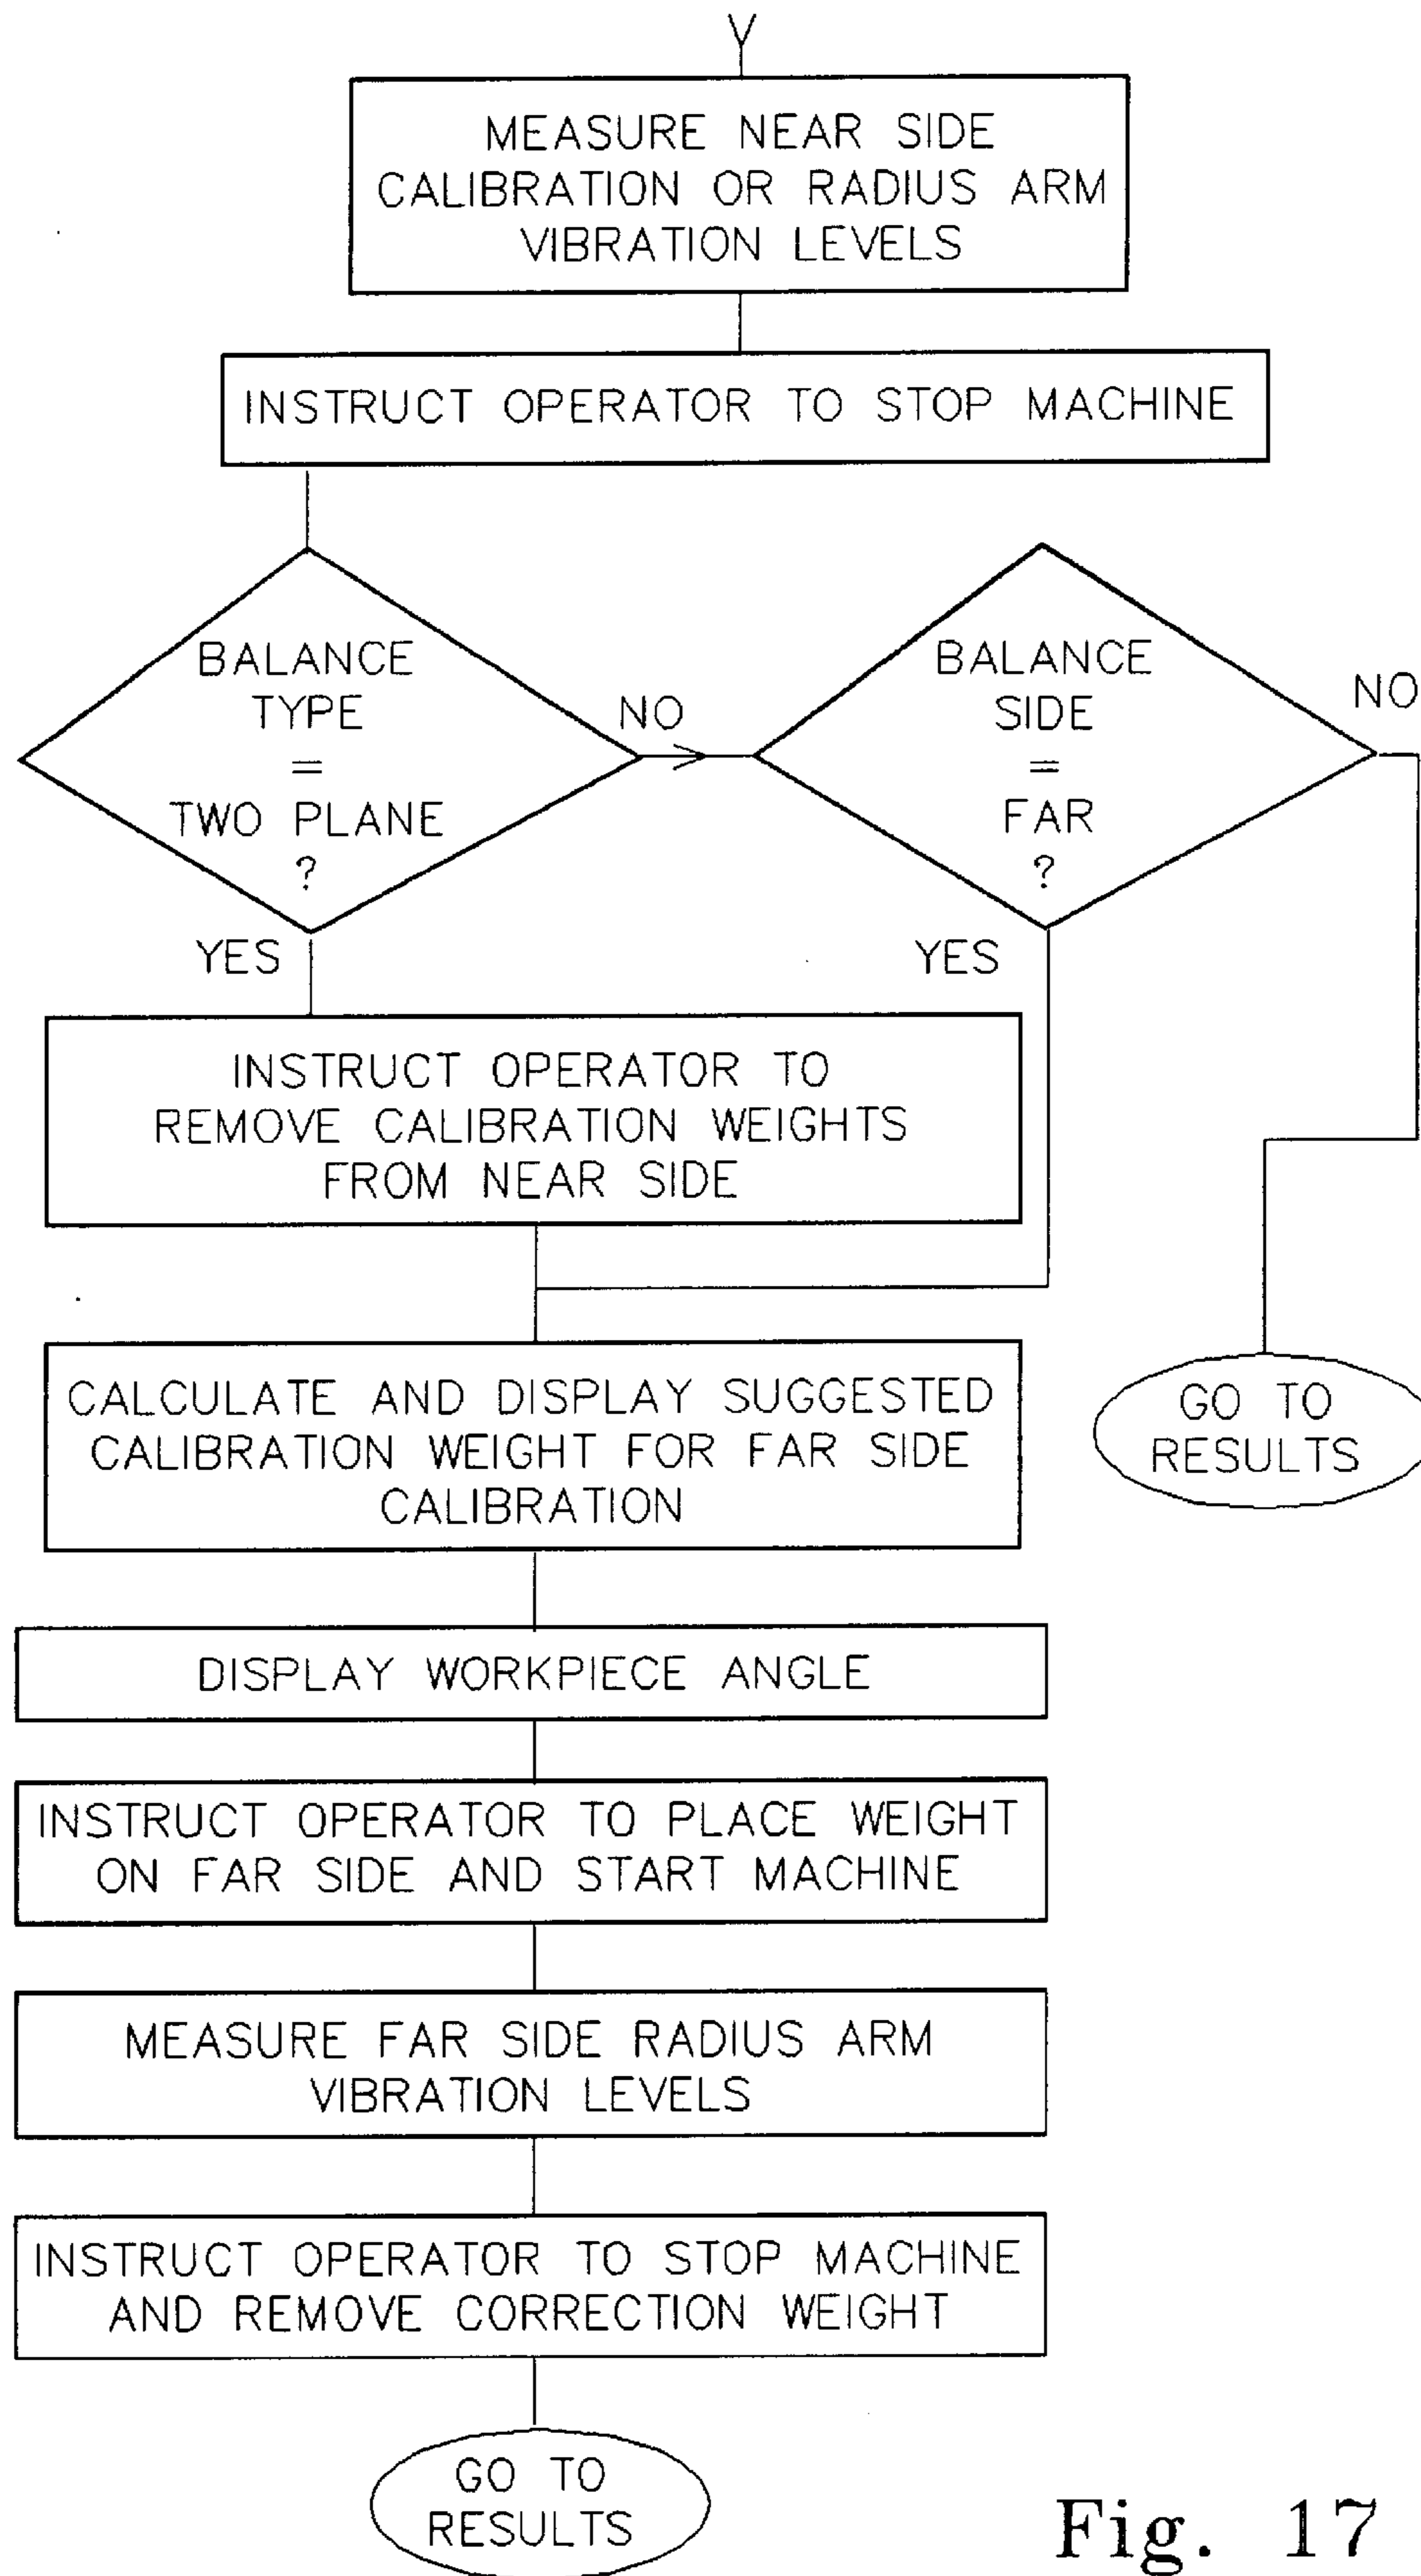 MEASURE NEAR SIDE
CALIBRATION OR RADIUS ARM
VIBRATION LEVELS
INSTRUCT OPERATOR TO STOP MACHINE
BALANCE
TYPE
=
TWO PLANE
?
NO
YES
BALANCE
SIDE
=
FAR
?
NO
YES
INSTRUCT OPERATOR TO
REMOVE CALIBRATION WEIGHTS
FROM NEAR SIDE
CALCULATE AND DISPLAY SUGGESTED
CALIBRATION WEIGHT FOR FAR SIDE
CALIBRATION
GO TO
RESULTS
DISPLAY WORKPIECE ANGLE
INSTRUCT OPERATOR TO PLACE WEIGHT
ON FAR SIDE AND START MACHINE
MEASURE FAR SIDE RADIUS ARM
VIBRATION LEVELS
INSTRUCT OPERATOR TO STOP MACHINE
AND REMOVE CORRECTION WEIGHT
GO TO
RESULTS
Fig. 17